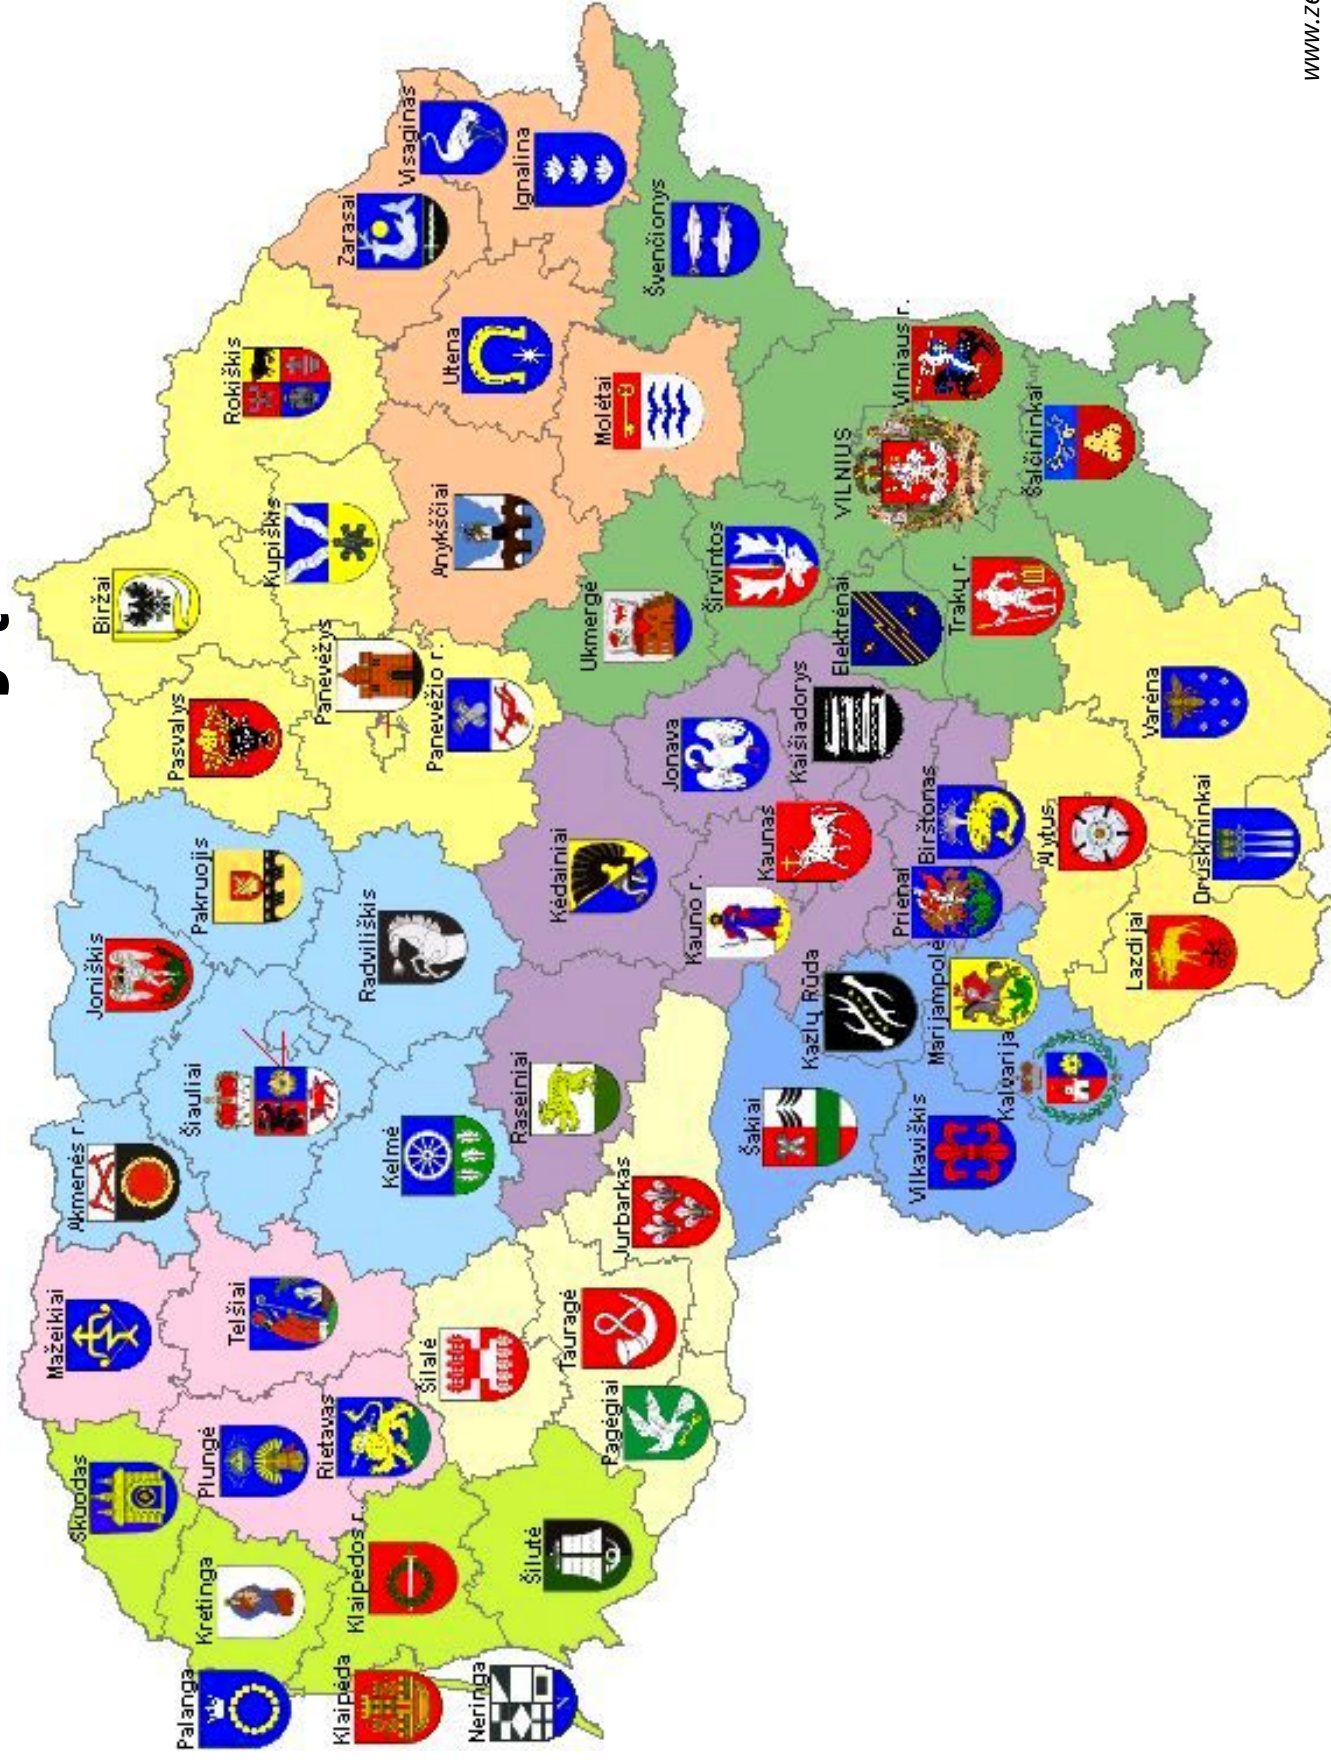 Mažeikiai
Akmenės r.
Joniškis
Biržai
Skuodas
Pasvalys
Palanga
Kretinga
Plungė
Telšiai
Šiauliai
Pakruojis
Kupiškis
Rokiškis
Klaipėda
Klaipėdos r.
Rietavas
Kelmė
Radviliškis
Panevėžys
Panevėžio r.
Zarasai
Visaginas
Neringa
Šilalė
Raseiniai
Anykščiai
Utena
Ignalina
Šilutė
Tauragė
Kėdainiai
Ukmergė
Molėtai
Pagėgiai
Jurbarkas
Jonava
Širvintos
Švenčionys
Kauno r.
Kaunas
Šakiai
Kaišiadorys
Elektrėnai
VILNIUS
Vilniaus r.
Kazlų Rūda
Prienai
Birštonas
Vilkaviškis
Marijampolė
Trakų r.
Kalvarija
Alytus
Šalčininkai
Lazdijai
Varėna
Druskininkai
www.ze